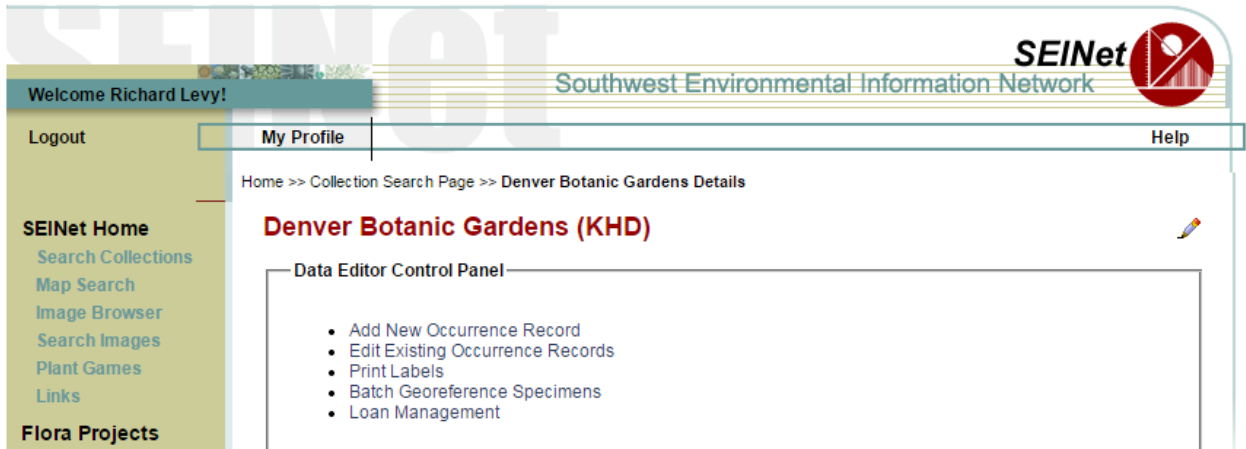 SEINet
SEINet
Southwest Environmental Information Network
Welcome Richard Levy!
Logout
My Profile
Help
Home >> Collection Search Page >> Denver Botanic Gardens Details
SEINet Home
Search Collections
Map Search
Image Browser
Search Images
Plant Games
Links
Flora Projects
Denver Botanic Gardens (KHD)
Data Editor Control Panel
• Add New Occurrence Record
• Edit Existing Occurrence Records
• Print Labels
• Batch Georeference Specimens
• Loan Management